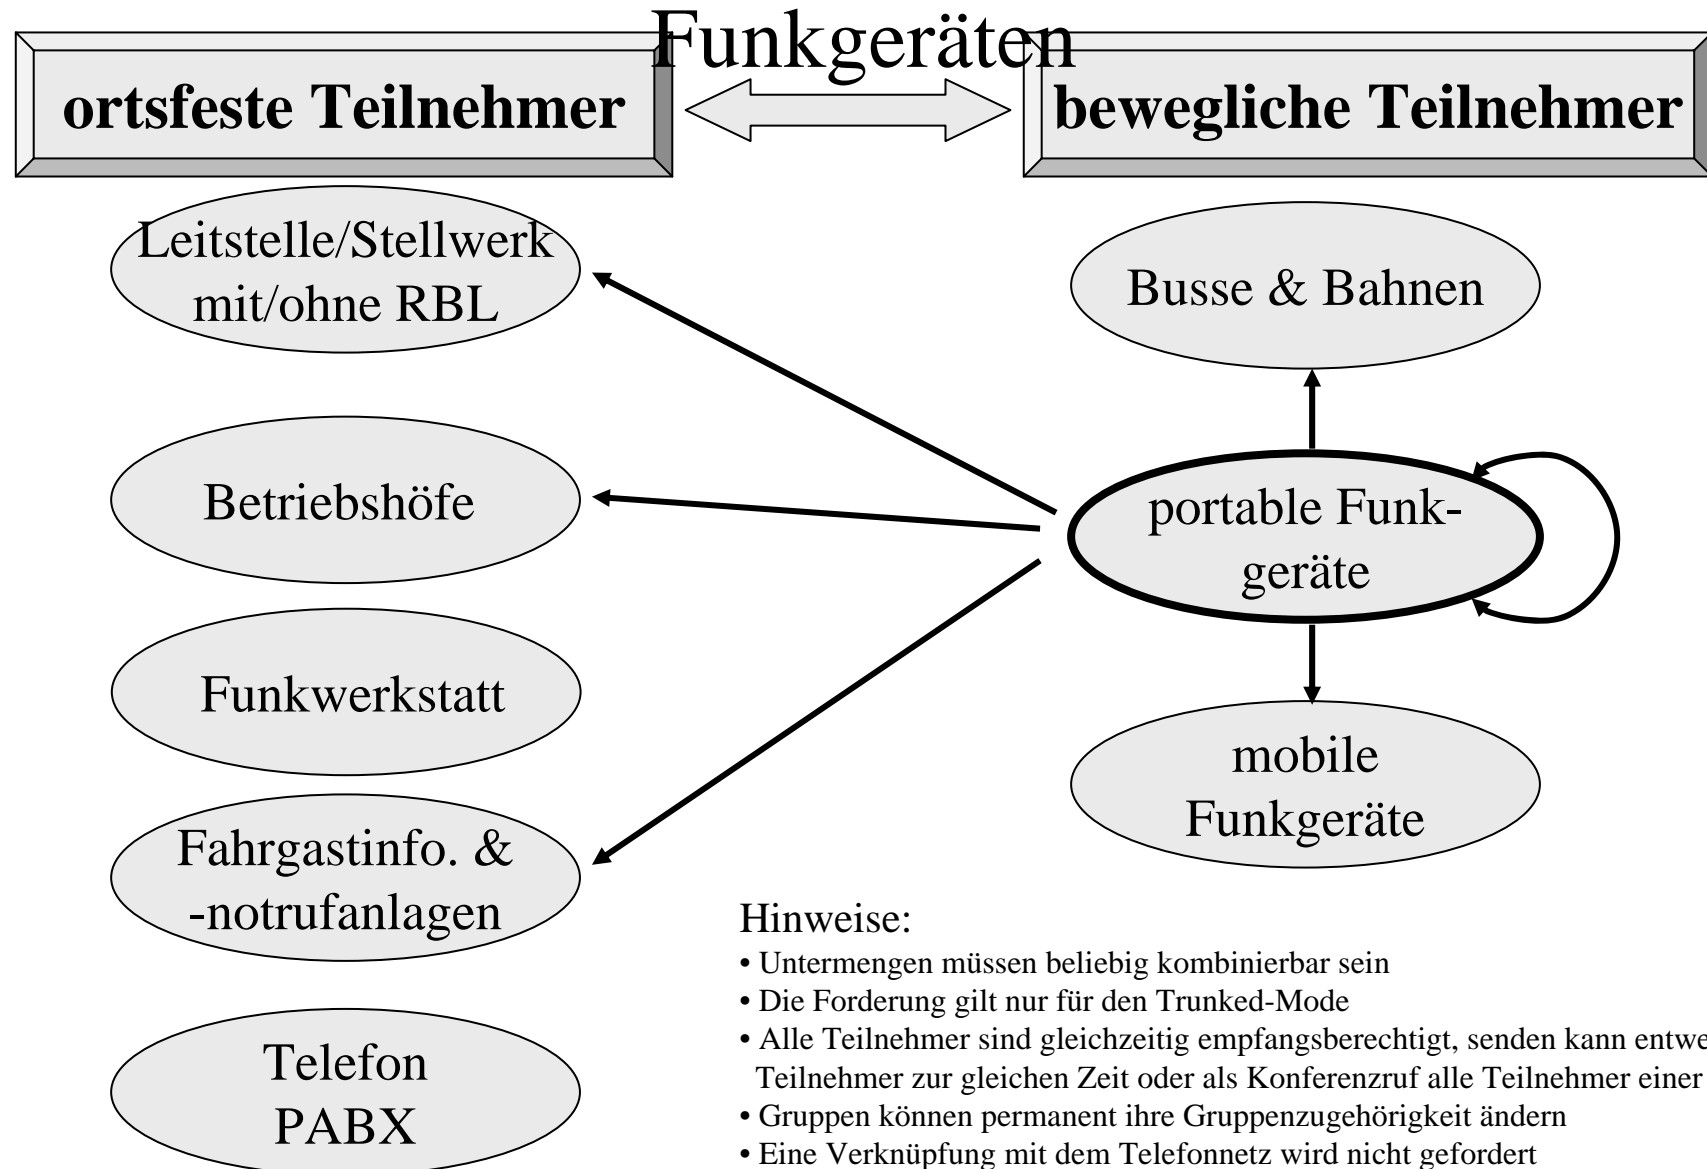 Funkgeräten
ortsfeste Teilnehmer
bewegliche Teilnehmer
Leitstelle/Stellwerk
mit/ohne RBL
Betriebshöfe
Funkwerkstatt
Fahrgastinfo. &
-notrufanlagen
Telefon
PABX
Busse & Bahnen
portable Funk-
geräte
mobile
Funkgeräte
Hinweise:
• Untermengen müssen beliebig kombinierbar sein
• Die Forderung gilt nur für den Trunked-Mode
• Alle Teilnehmer sind gleichzeitig empfangsberechtigt, senden kann entwe
Teilnehmer zur gleichen Zeit oder als Konferenzruf alle Teilnehmer einer
• Gruppen können permanent ihre Gruppenzugehörigkeit ändern
• Eine Verknüpfung mit dem Telefonnetz wird nicht gefordert